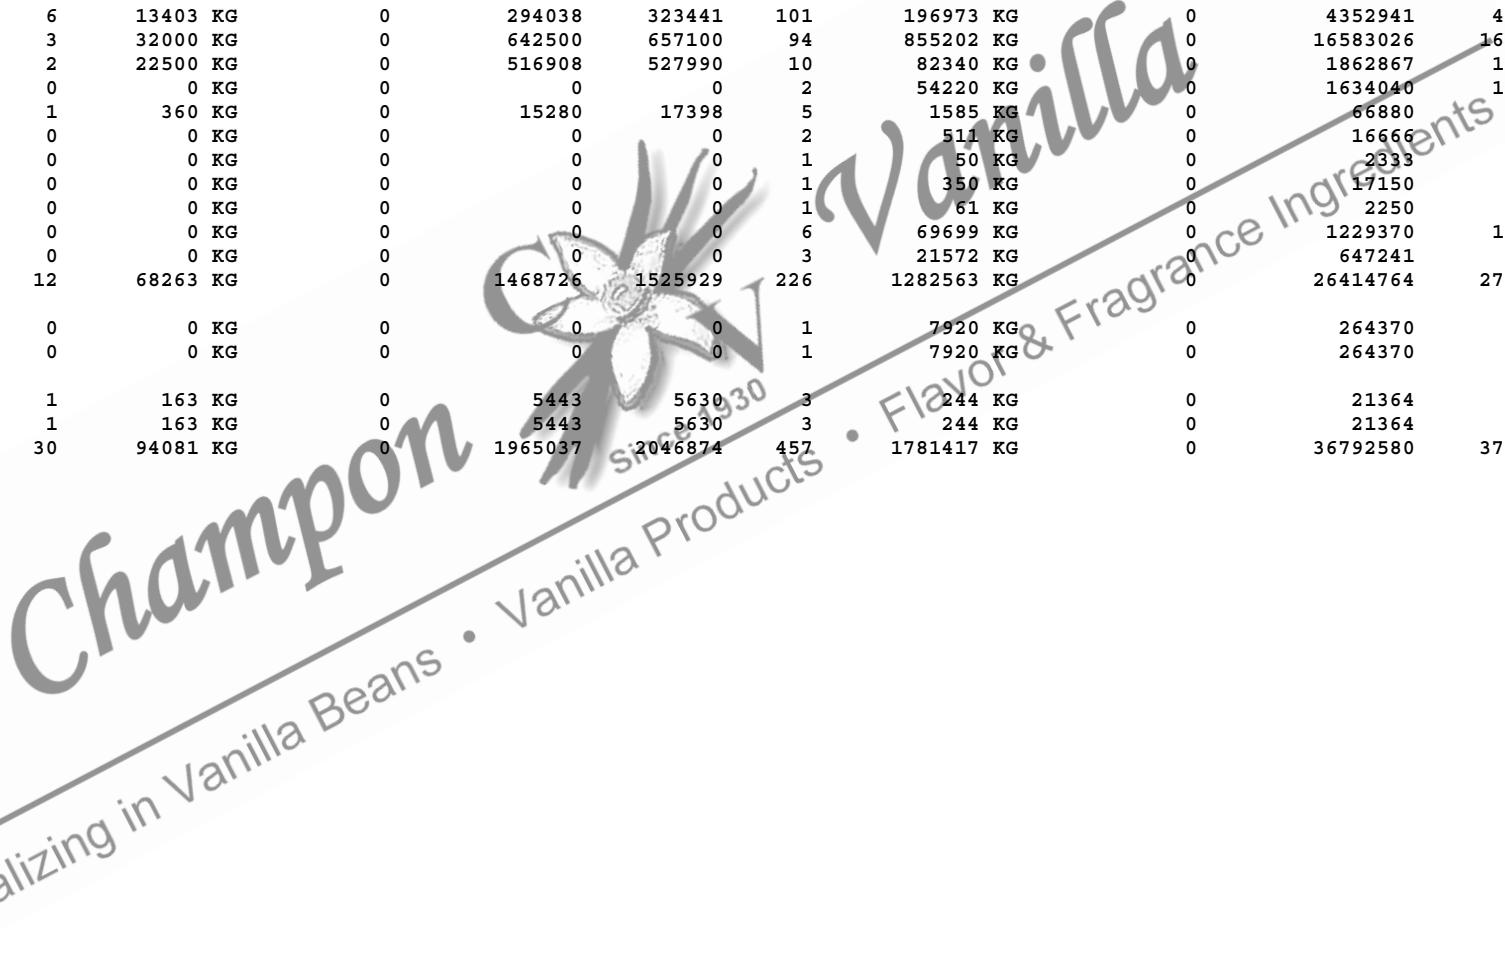 6 13403 KG 0 294038 323441 101 196973 KG 0 4352941 4
3 32000 KG 0 642500 657100 94 855202 KG 0 16583026 16
2 22500 KG 0 516908 527990 10 82340 KG 0 1862867 1
0 0 KG 0 0 0 2 54220 KG 0 1634040 1
1 360 KG 0 15280 17398 5 1585 KG 0 66880
0 0 KG 0 0 0 2 511 KG 0 16666
0 0 KG 0 0 0 1 50 KG 0 2333
0 0 KG 0 0 0 1 350 KG 0 17150
0 0 KG 0 0 0 1 61 KG 0 2250
0 0 KG 0 0 0 6 69699 KG 0 1229370 1
0 0 KG 0 0 0 3 21572 KG 0 647241
12 68263 KG 0 1468726 1525929 226 1282563 KG 0 26414764 27
0 0 KG 0 0 0 1 7920 KG 0 264370
0 0 KG 0 0 0 1 7920 KG 0 264370
1 163 KG 0 5443 5630 3 244 KG 0 21364
1 163 KG 0 5443 5630 3 244 KG 0 21364
30 94081 KG 0 1965037 2046874 457 1781417 KG 0 36792580 37
Champon Vanilla
C V
since 1930
alizing in Vanilla Beans • Vanilla Products • Flavor & Fragrance Ingredients